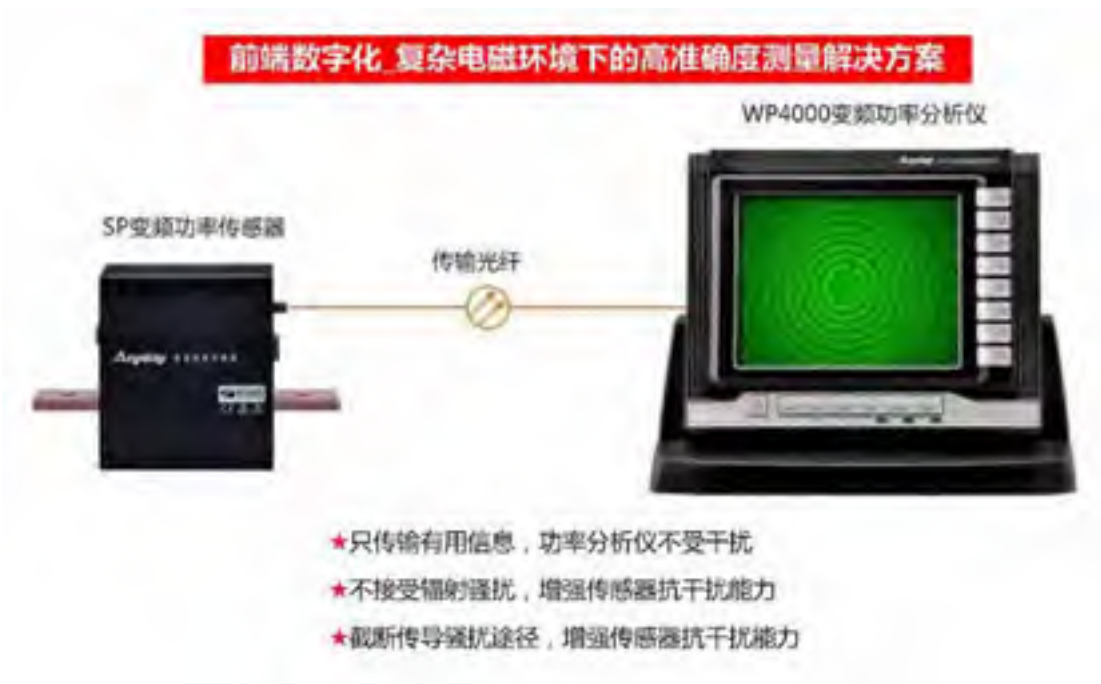 前端数字化_复杂电磁环境下的高准确度测量解决方案
WP4000变频功率分析仪
SP变频功率传感器
传输光纤
Anyway
★只传输有用信息，功率分析仪不受干扰
★不接受辐射骚扰，增强传感器抗干扰能力
★截断传导骚扰途径，增强传感器抗干扰能力